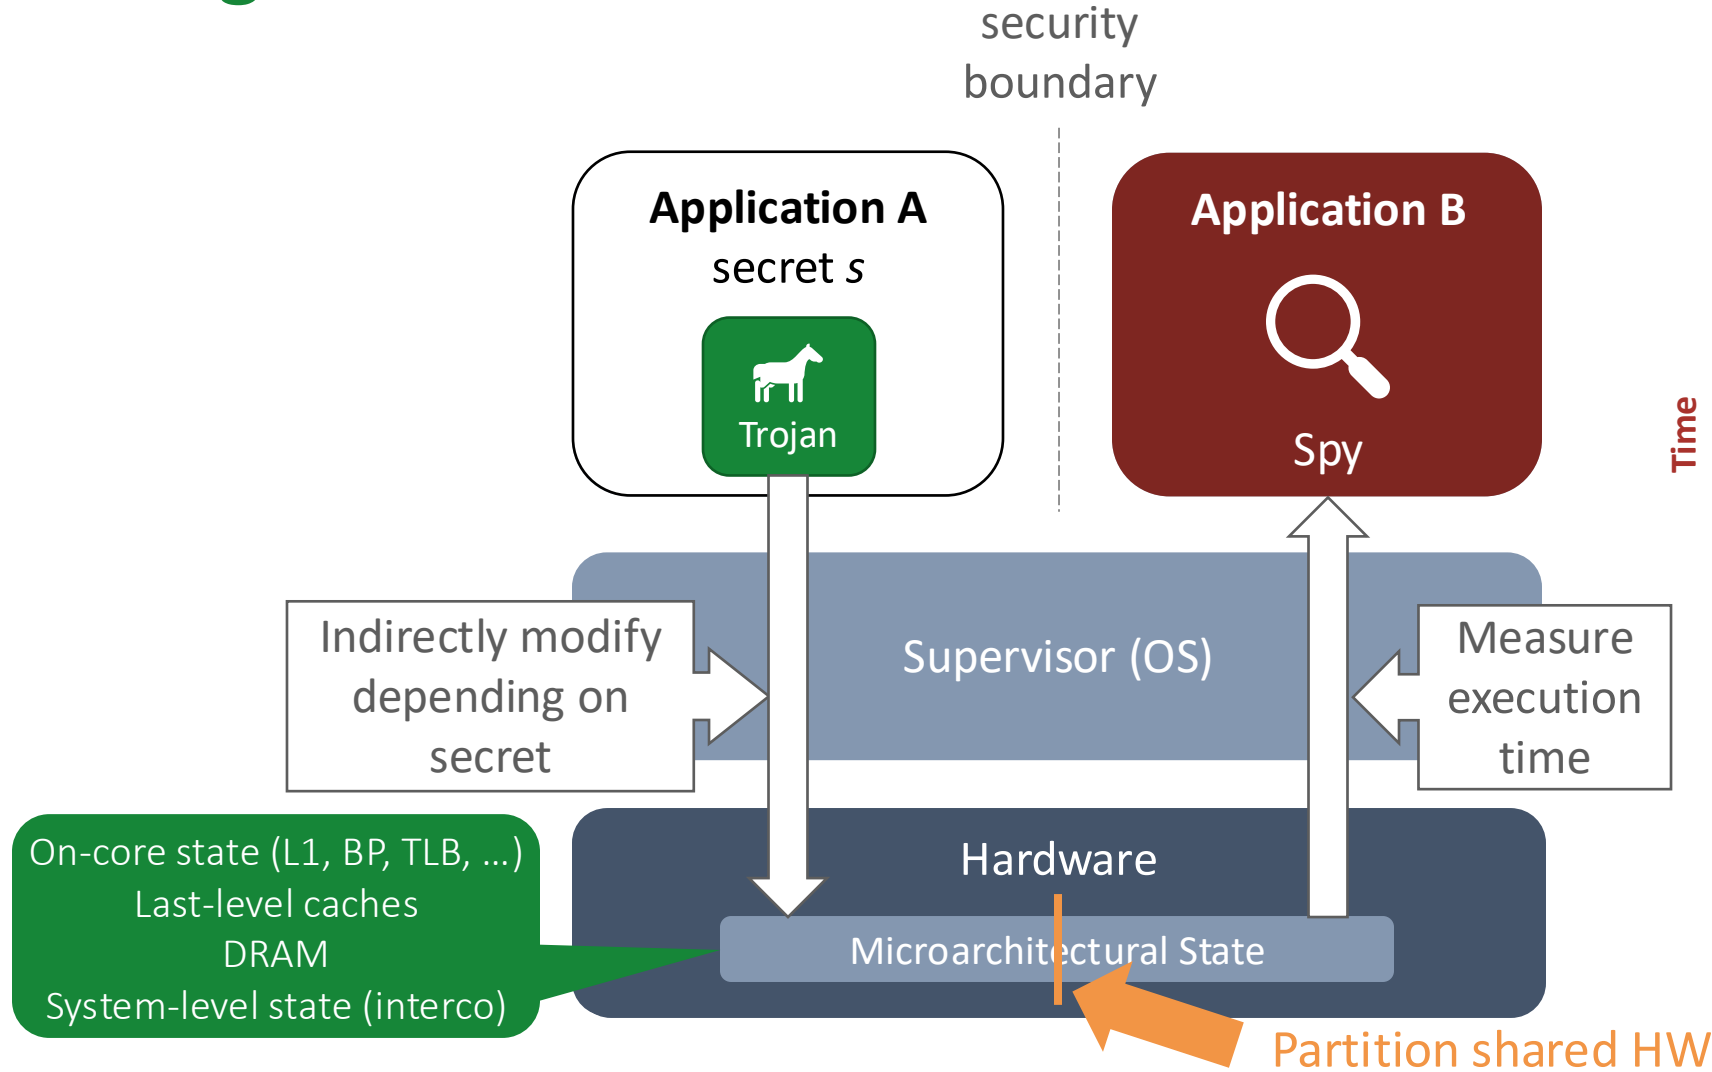 security
boundary
Application A
secret s
Trojan
Application B
Spy
Time
Indirectly modify
depending on
secret
Supervisor (OS)
Measure
execution
time
On-core state (L1, BP, TLB, ...)
Last-level caches
DRAM
System-level state (interco)
Hardware
Microarchitectural State
Partition shared HW